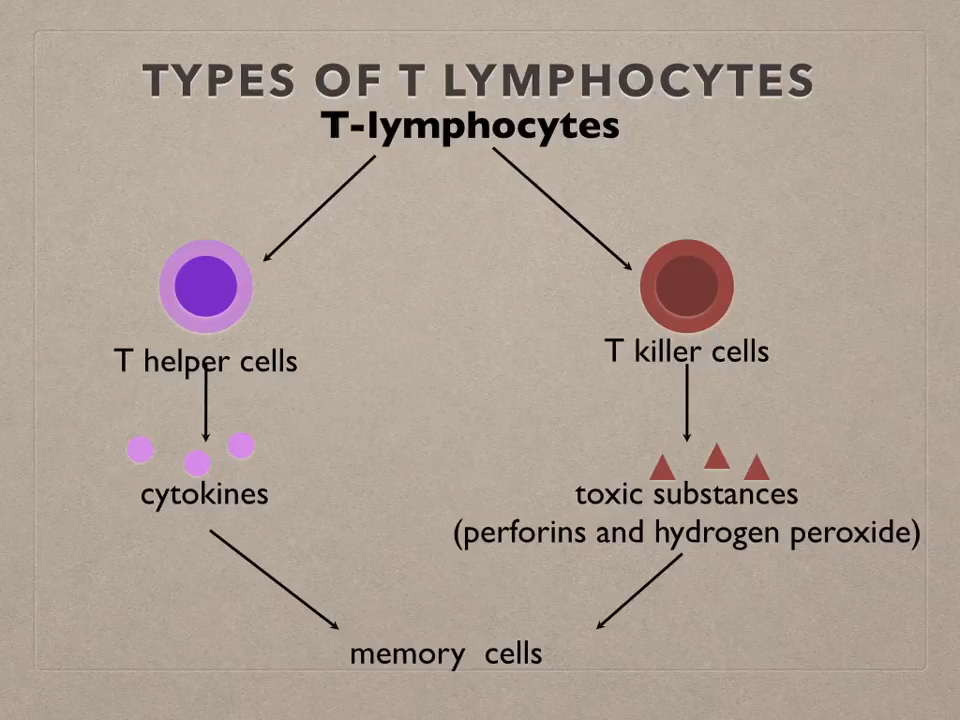 TYPES OF T LYMPHOCYTES
T-lymphocytes
T helper cells
T killer cells
cytokines
toxic substances
(perforins and hydrogen peroxide)
memory cells